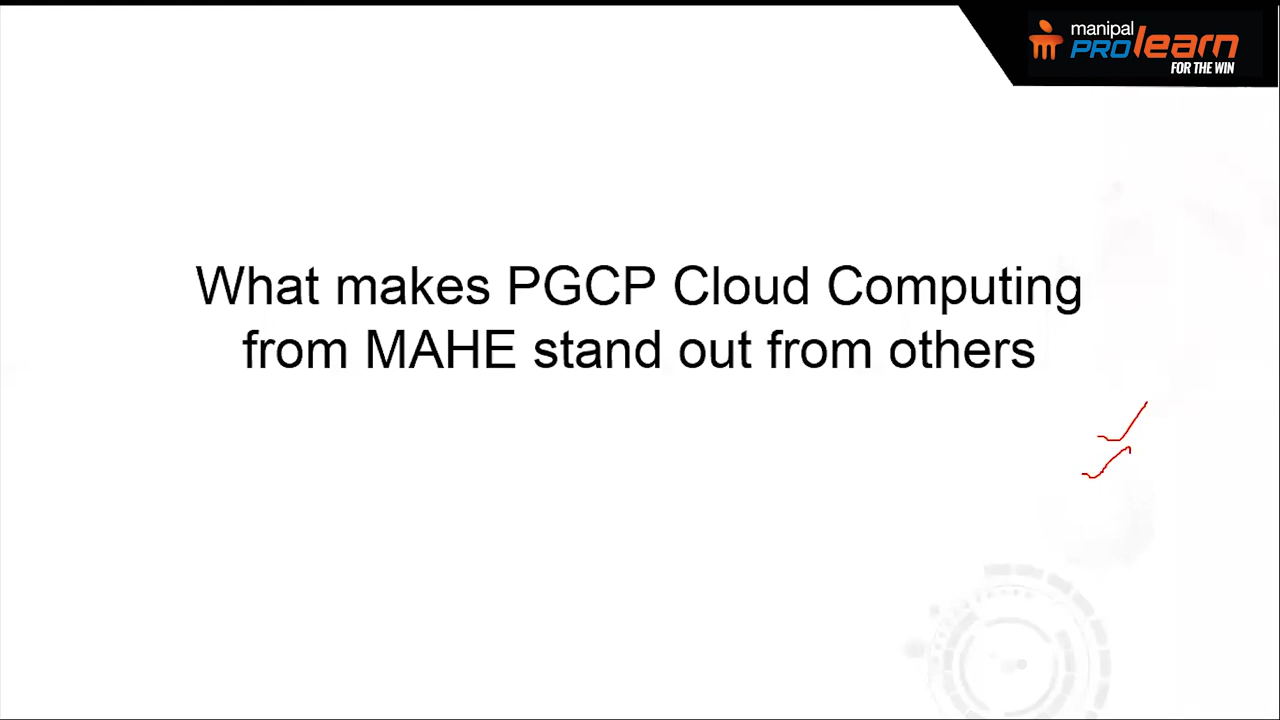 manipal
PROlearn
FOR THE WIN
What makes PGCP Cloud Computing
from MAHE stand out from others